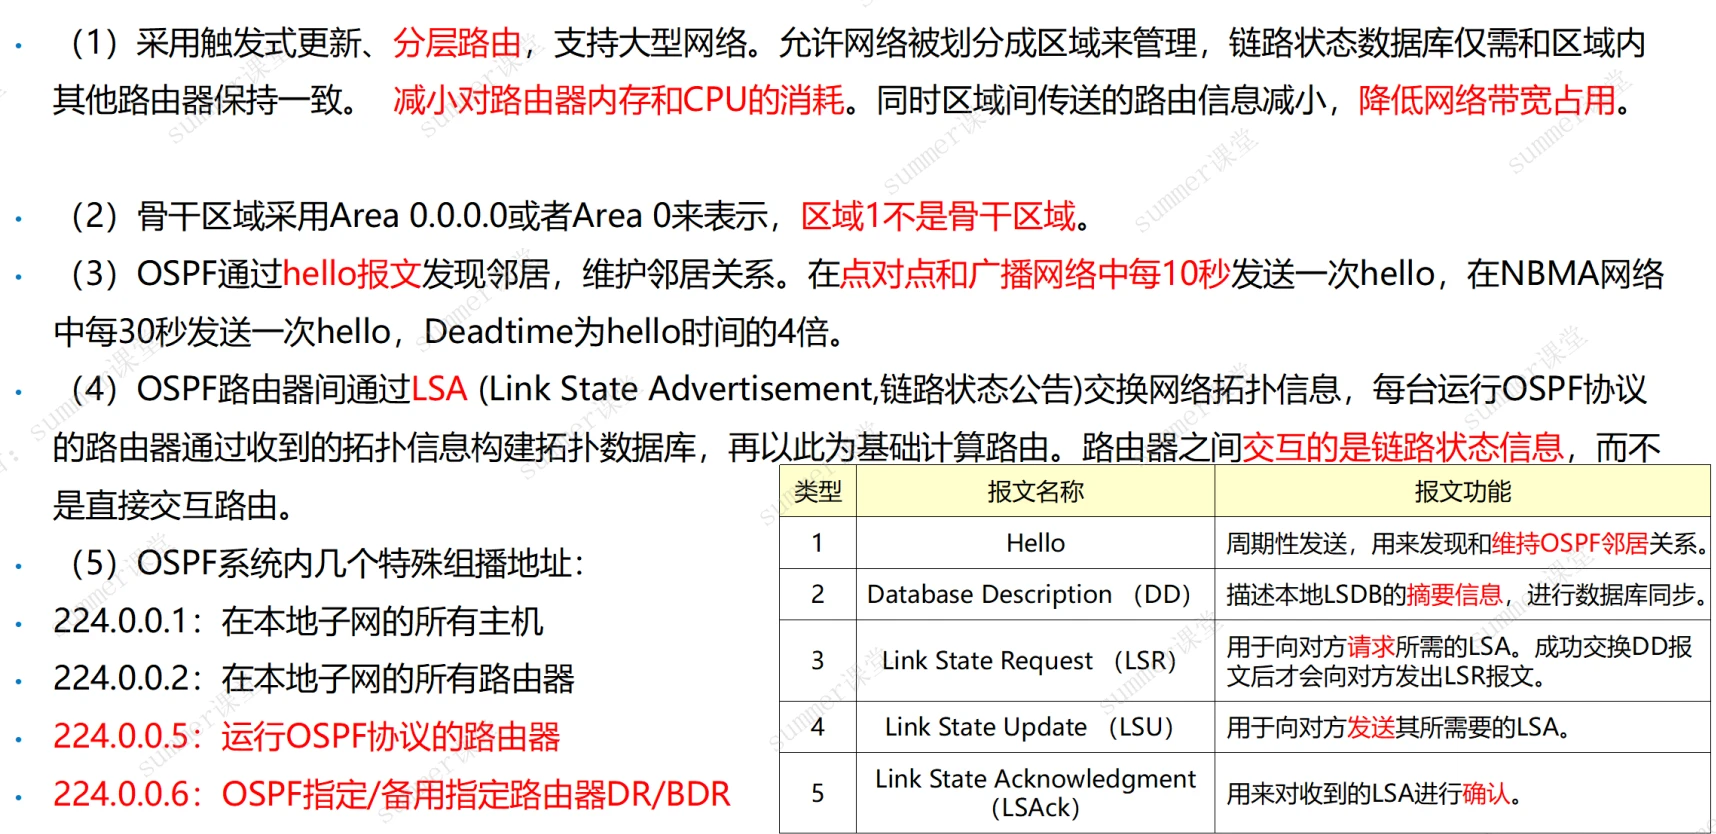 （1）采用触发式更新、分层路由，支持大型网络。允许网络被划分成区域来管理，链路状态数据库仅需和区域内
其他路由器保持一致。 减小对路由器内存和CPU的消耗。同时区域间传送的路由信息减小，降低网络带宽占用。
（2）骨干区域采用Area 0.0.0.0或者Area 0来表示，区域1不是骨干区域。
（3）OSPF通过hello报文发现邻居，维护邻居关系。在点对点和广播网络中每10秒发送一次hello，在NBMA网络
中每30秒发送一次hello，Deadtime为hello时间的4倍。
（4）OSPF路由器间通过LSA (Link State Advertisement,链路状态公告)交换网络拓扑信息，每台运行OSPF协议
的路由器通过收到的拓扑信息构建拓扑数据库，再以此为基础计算路由。路由器之间交互的是链路状态信息，而不
是直接交互路由。
（5）OSPF系统内几个特殊组播地址：
224.0.0.1：在本地子网的所有主机
224.0.0.2：在本地子网的所有路由器
224.0.0.5：运行OSPF协议的路由器
224.0.0.6：OSPF指定/备用指定路由器DR/BDR
类型 报文名称 报文功能
1 Hello 周期性发送，用来发现和维持OSPF邻居关系。
2 Database Description （DD） 描述本地LSDB的摘要信息，进行数据库同步。
3 Link State Request （LSR） 用于向对方请求所需的LSA。成功交换DD报
文后才会向对方发出LSR报文。
4 Link State Update （LSU） 用于向对方发送其所需要的LSA。
5 Link State Acknowledgment
（LSAck） 用来对收到的LSA进行确认。
summer课堂